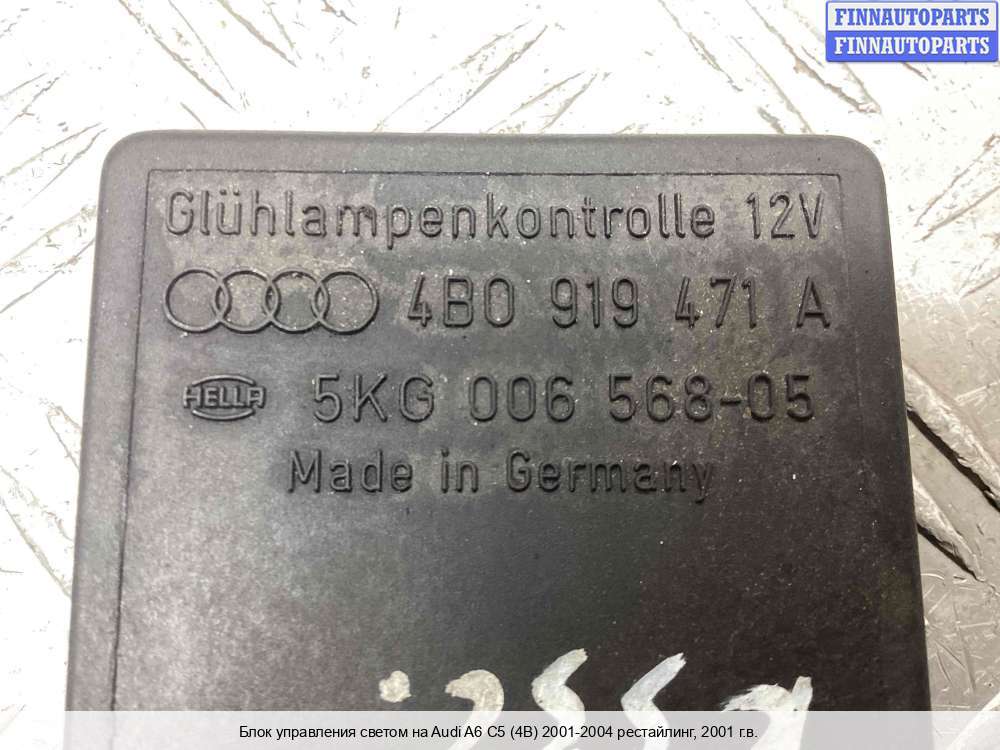 FINNAUTOPARTS
FINNAUTOPARTS
Glühlampenkontrolle 12V
4B0 919 471 A
HELLA 5KG 006 568-05
Made in Germany
Блок управления светом на Audi A6 C5 (4B) 2001-2004 рестайлинг, 2001 г.в.